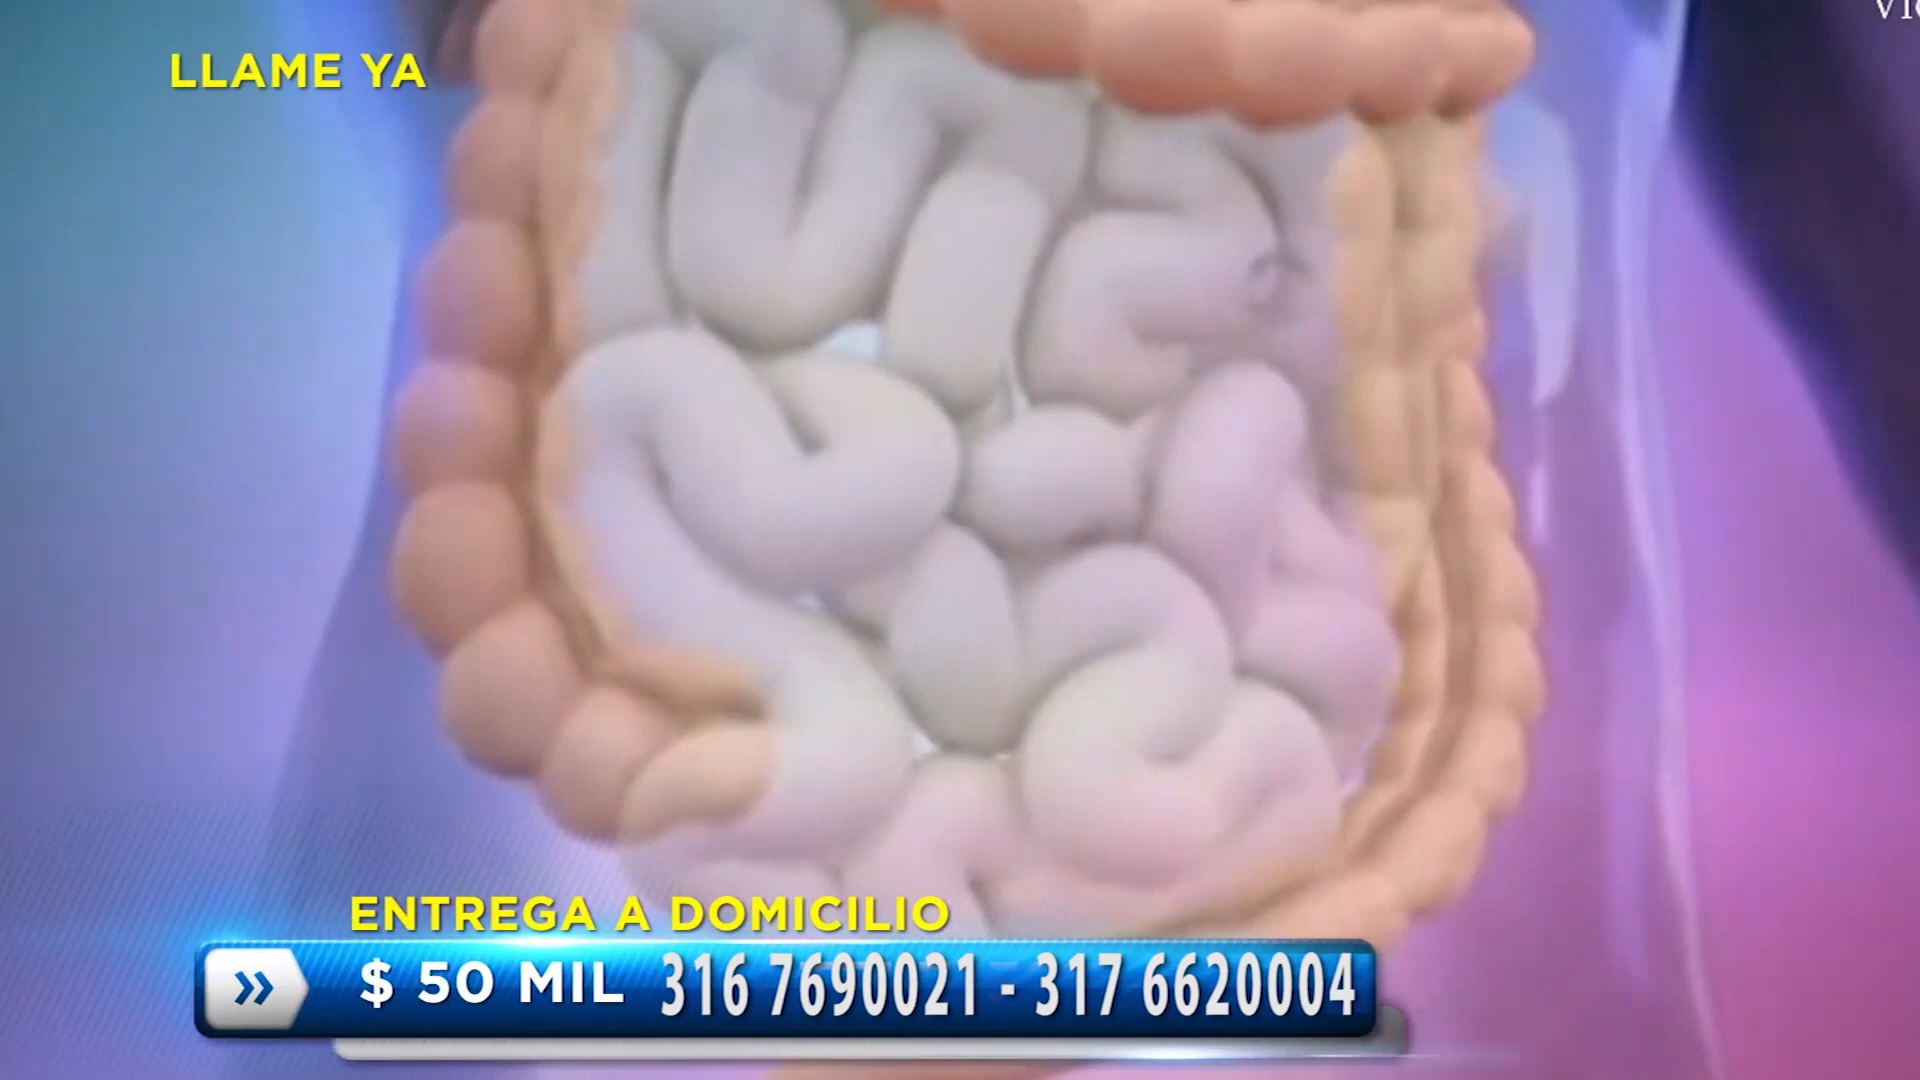 LLAME YA
ENTREGA A DOMICILIO
$ 50 MIL 316 7690021 - 317 6620004